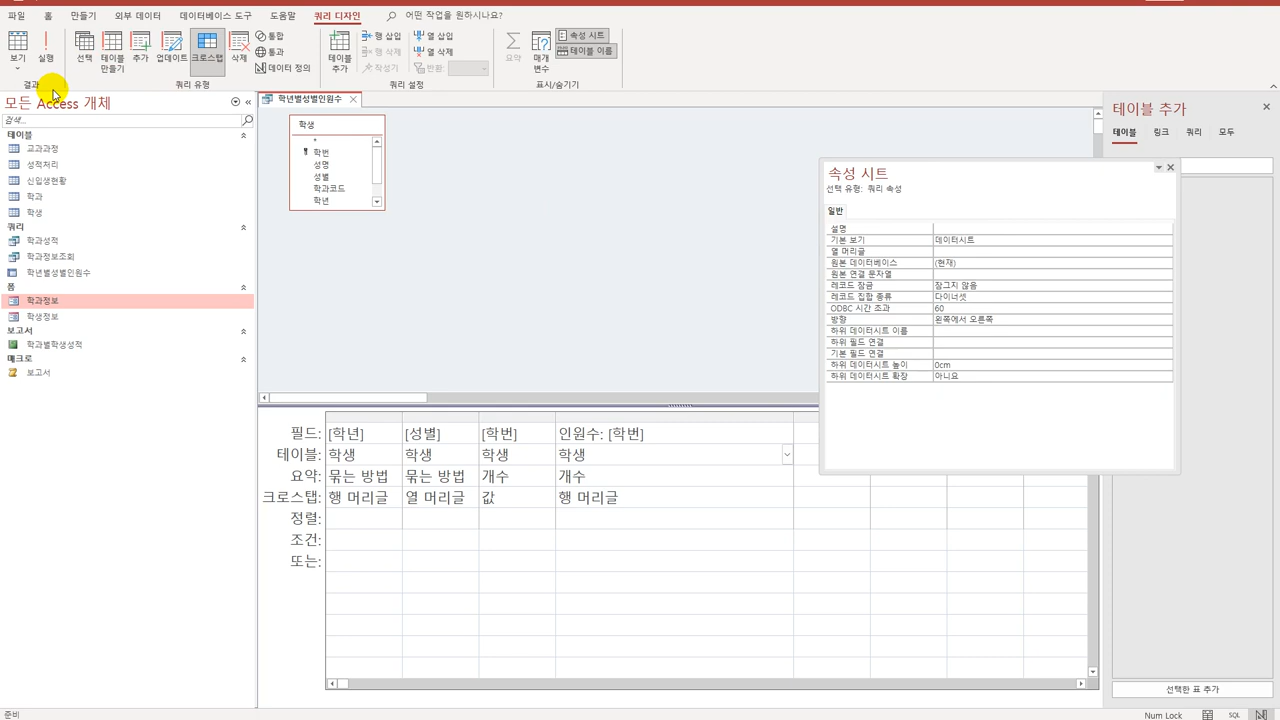 파일 홈 만들기 외부 데이터 데이터베이스 도구 도움말 쿼리 디자인 어떤 작업을 원하시나요?
보기 실행 선택 테이블 만들기 추가 업데이트 크로스탭 삭제 통합 통과 데이터 정의 테이블 추가 행 삽입 행 삭제 작성기 열 삽입 열 삭제 반환: 요약 매개 변수 속성 시트 테이블 이름
결과 쿼리 유형 쿼리 설정 표시/숨기기
모든 Access 개체
검색...
테이블
교과과정
성적처리
신입생현황
학과
학생
쿼리
학과성적
학과정보조회
학년별성별인원수
폼
학과정보
학생정보
보고서
학과별학생성적
매크로
보고서
학년별성별인원수
학생
*
학번
성명
성별
학과코드
학년
필드: [학년] [성별] [학번] 인원수: [학번]
테이블: 학생 학생 학생 학생
요약: 묶는 방법 묶는 방법 개수 개수
크로스탭: 행 머리글 열 머리글 값 행 머리글
정렬:
조건:
또는:
속성 시트
선택 유형: 쿼리 속성
일반
설명
기본 보기 데이터시트
열 머리글
원본 데이터베이스 (현재)
원본 연결 문자열
레코드 잠금 잠그지 않음
레코드 집합 종류 다이너셋
ODBC 시간 초과 60
방향 왼쪽에서 오른쪽
하위 데이터시트 이름
하위 필드 연결
기본 필드 연결
하위 데이터시트 높이 0cm
하위 데이터시트 확장 아니요
테이블 추가
테이블 링크 쿼리 모두
선택한 표 추가
준비 Num Lock SQL